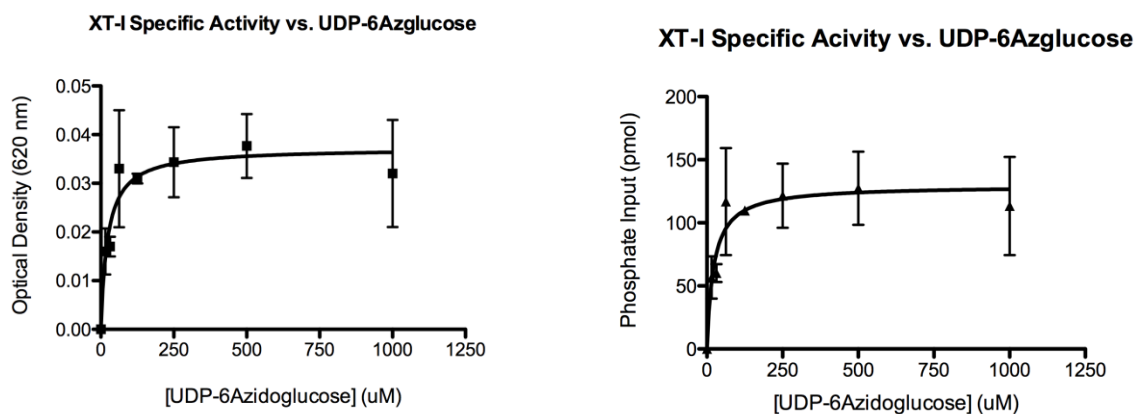 XT-I Specific Activity vs. UDP-6Azglucose
0.05
0.04
0.03
0.02
0.01
0.00
Optical Density (620 nm)
0 250 500 750 1000 1250
[UDP-6Azidoglucose] (uM)
XT-I Specific Acivity vs. UDP-6Azglucose
200
150
100
50
0
Phosphate Input (pmol)
0 250 500 750 1000 1250
[UDP-6Azidoglucose] (uM)